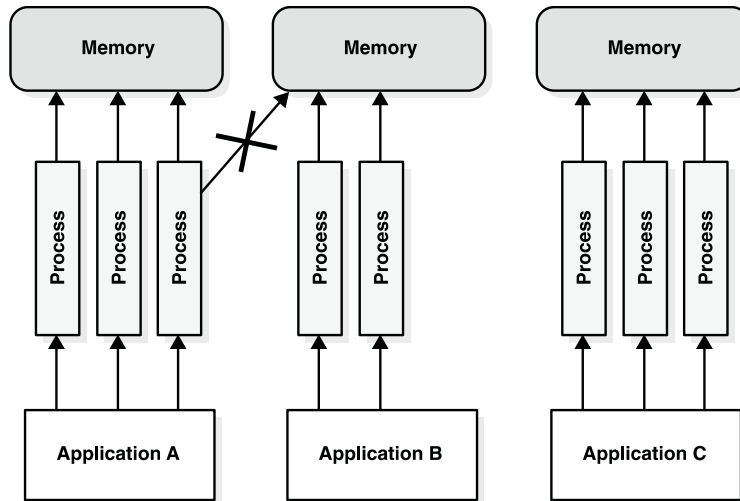 Memory
Memory
Memory
Process
Process
Process
Process
Process
Process
Process
Process
Application A
Application B
Application C